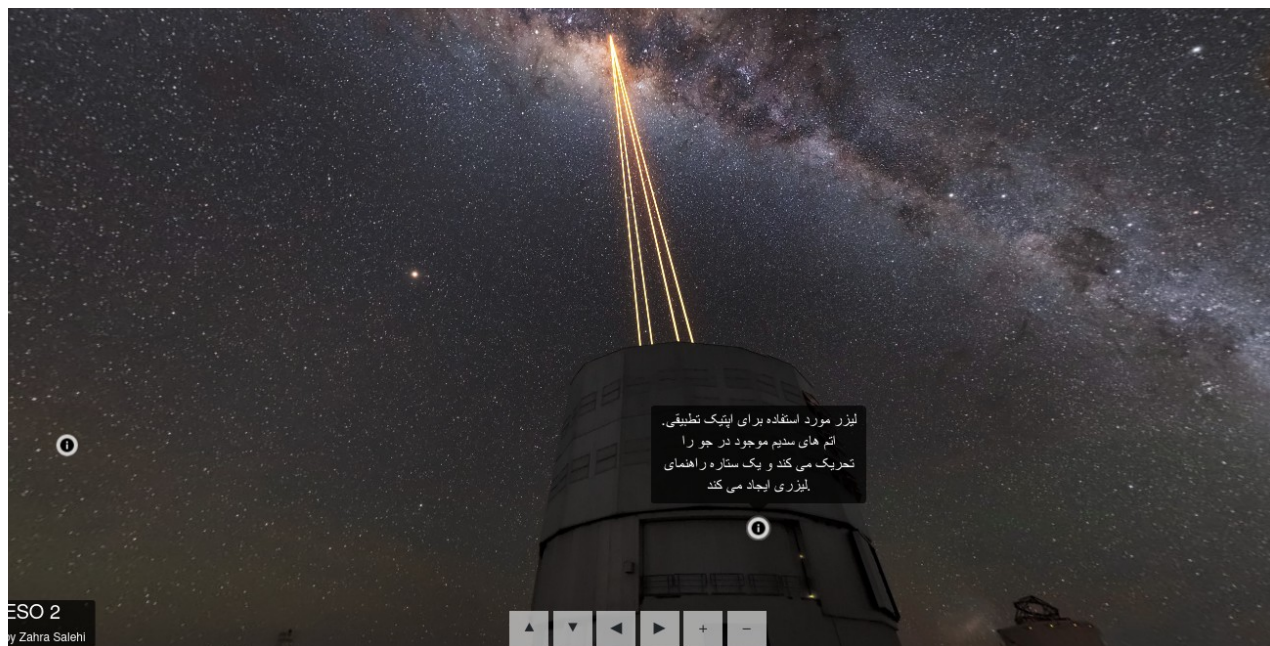 لیزر مورد استفاده برای اپتیک تطبیقی.
اتم های سدیم موجود در جو را
تحریک می کند و یک ستاره راهنمای
لیزری ایجاد می کند.
ESO 2
by Zahra Salehi